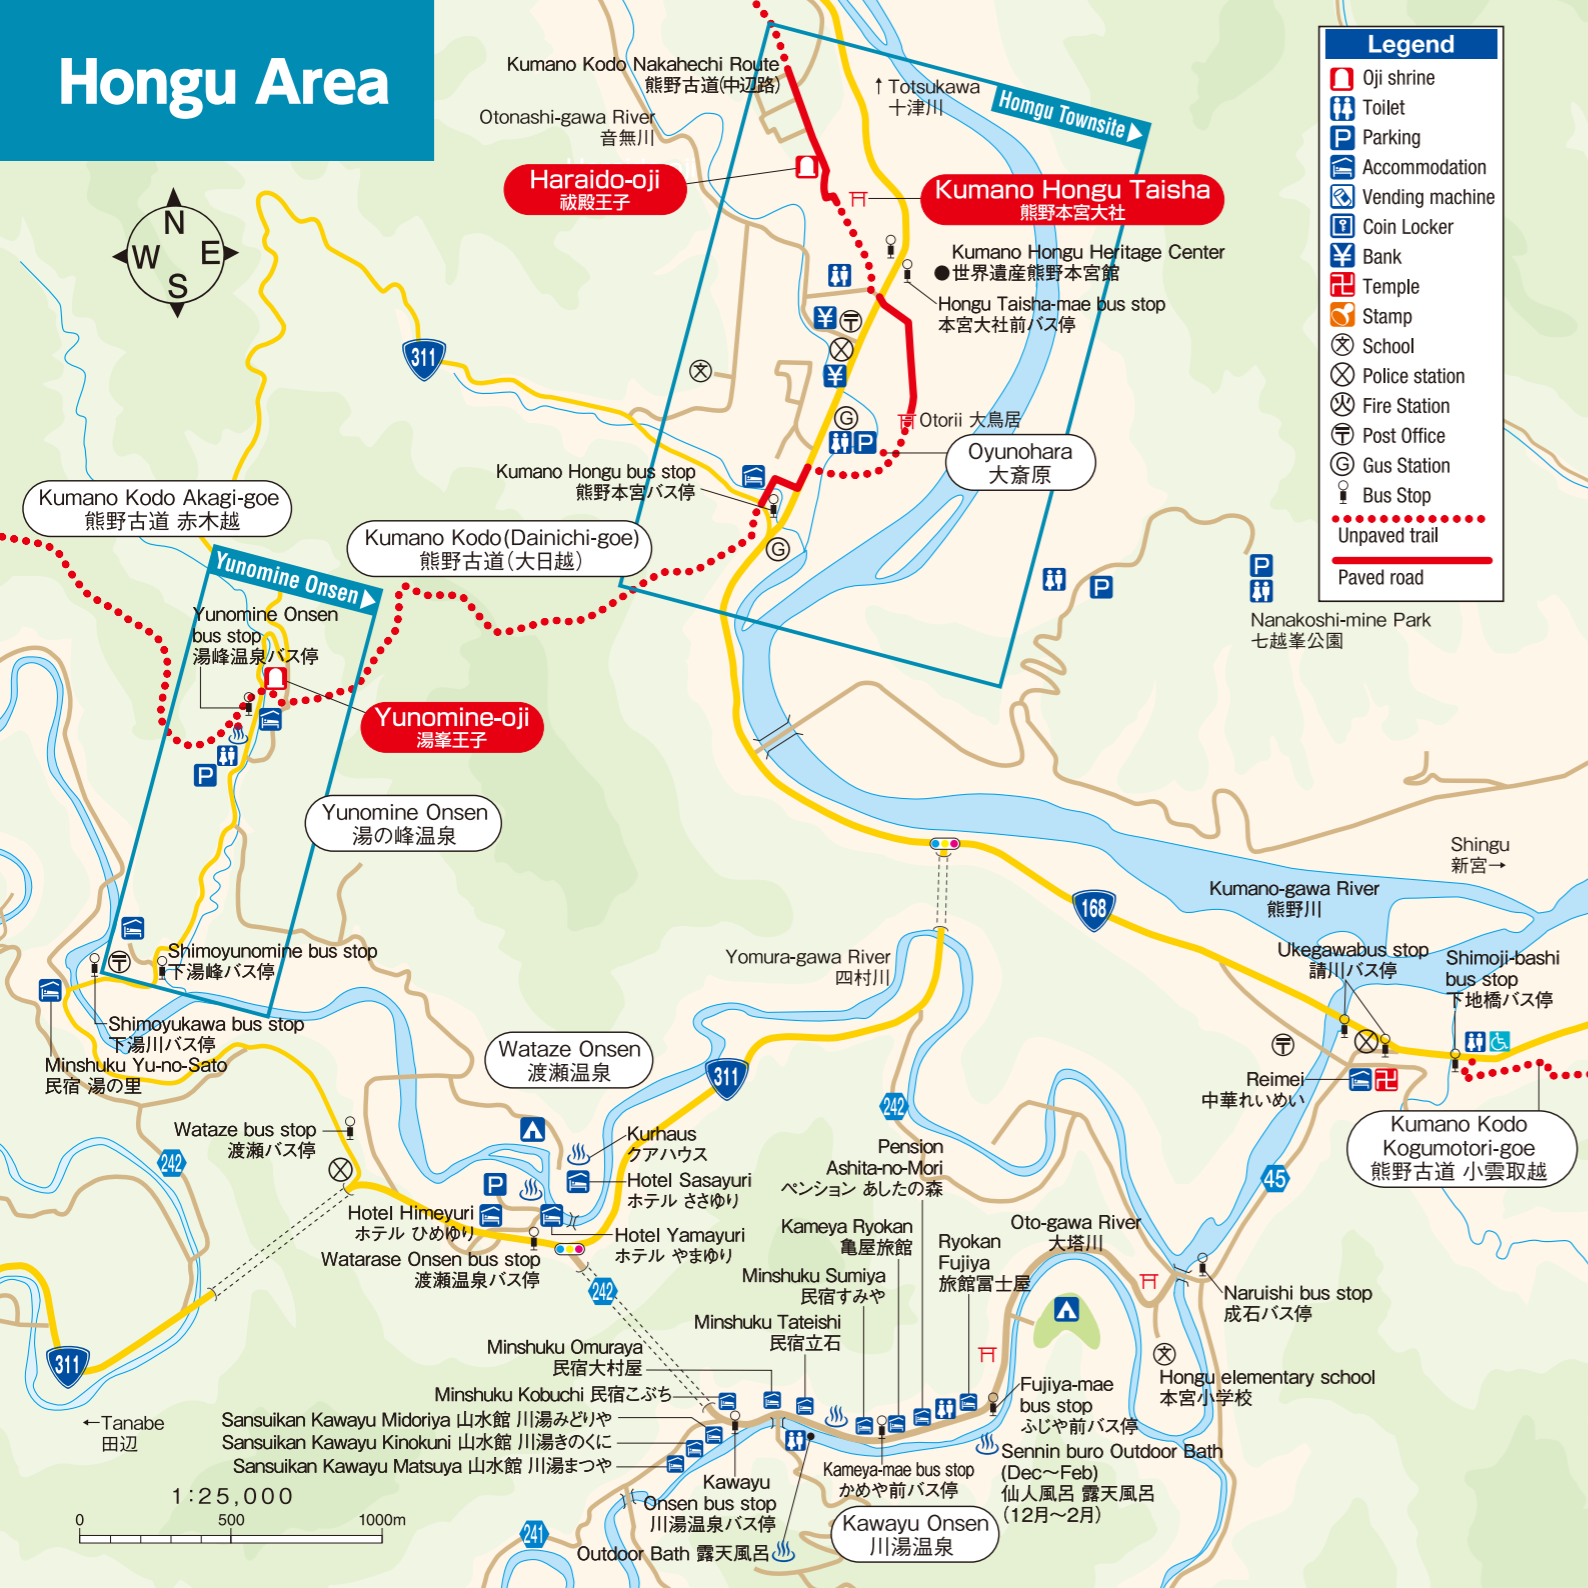 Hongu Area
N
W E
S
Legend
Oji shrine
Toilet
Parking
Accommodation
Vending machine
Coin Locker
Bank
Temple
Stamp
School
Police station
Fire Station
Post Office
Gus Station
Bus Stop
Unpaved trail
Paved road
Kumano Kodo Nakahechi Route
熊野古道(中辺路)
↑Totsukawa
十津川
Homgu Townsite▶
Otonashi-gawa River
音無川
Haraido-oji
祓殿王子
Kumano Hongu Taisha
熊野本宮大社
Kumano Hongu Heritage Center
●世界遺産熊野本宮館
Hongu Taisha-mae bus stop
本宮大社前バス停
311
Otorii 大鳥居
Oyunohara
大斎原
Kumano Hongu bus stop
熊野本宮バス停
Kumano Kodo Akagi-goe
熊野古道 赤木越
Kumano Kodo(Dainichi-goe)
熊野古道(大日越)
Yunomine Onsen▶
Yunomine Onsen
bus stop
湯峰温泉バス停
Yunomine-oji
湯峯王子
Nanakoshi-mine Park
七越峯公園
Yunomine Onsen
湯の峰温泉
Shingu
新宮→
Kumano-gawa River
熊野川
168
Shimoyunomine bus stop
下湯峰バス停
Yomura-gawa River
四村川
Ukegawabus stop
請川バス停
Shimoji-bashi
bus stop
下地橋バス停
Shimoyukawa bus stop
下湯川バス停
Minshuku Yu-no-Sato
民宿 湯の里
Wataze Onsen
渡瀬温泉
311
Reimei
中華れいめい
Kumano Kodo
Kogumotori-goe
熊野古道 小雲取越
Wataze bus stop
渡瀬バス停
242
Kurhaus
クアハウス
242
Pension
Ashita-no-Mori
ペンション あしたの森
45
Hotel Sasayuri
ホテル ささゆり
Hotel Himeyuri
ホテル ひめゆり
Hotel Yamayuri
ホテル やまゆり
Watarase Onsen bus stop
渡瀬温泉バス停
Kameya Ryokan
亀屋旅館
Oto-gawa River
大塔川
Ryokan
Fujiya
旅館冨士屋
242
Minshuku Sumiya
民宿すみや
Naruishi bus stop
成石バス停
Minshuku Tateishi
民宿立石
Minshuku Omuraya
民宿大村屋
311
Minshuku Kobuchi 民宿こぶち
Sansuikan Kawayu Midoriya 山水館 川湯みどりや
Sansuikan Kawayu Kinokuni 山水館 川湯きのくに
Sansuikan Kawayu Matsuya 山水館 川湯まつや
Hongu elementary school
本宮小学校
Fujiya-mae
bus stop
ふじや前バス停
←Tanabe
田辺
Sennin buro Outdoor Bath
(Dec～Feb)
仙人風呂 露天風呂
(12月～2月)
Kawayu
Onsen bus stop
川湯温泉バス停
Kameya-mae bus stop
かめや前バス停
1:25,000
0 500 1000m
241
Outdoor Bath 露天風呂
Kawayu Onsen
川湯温泉